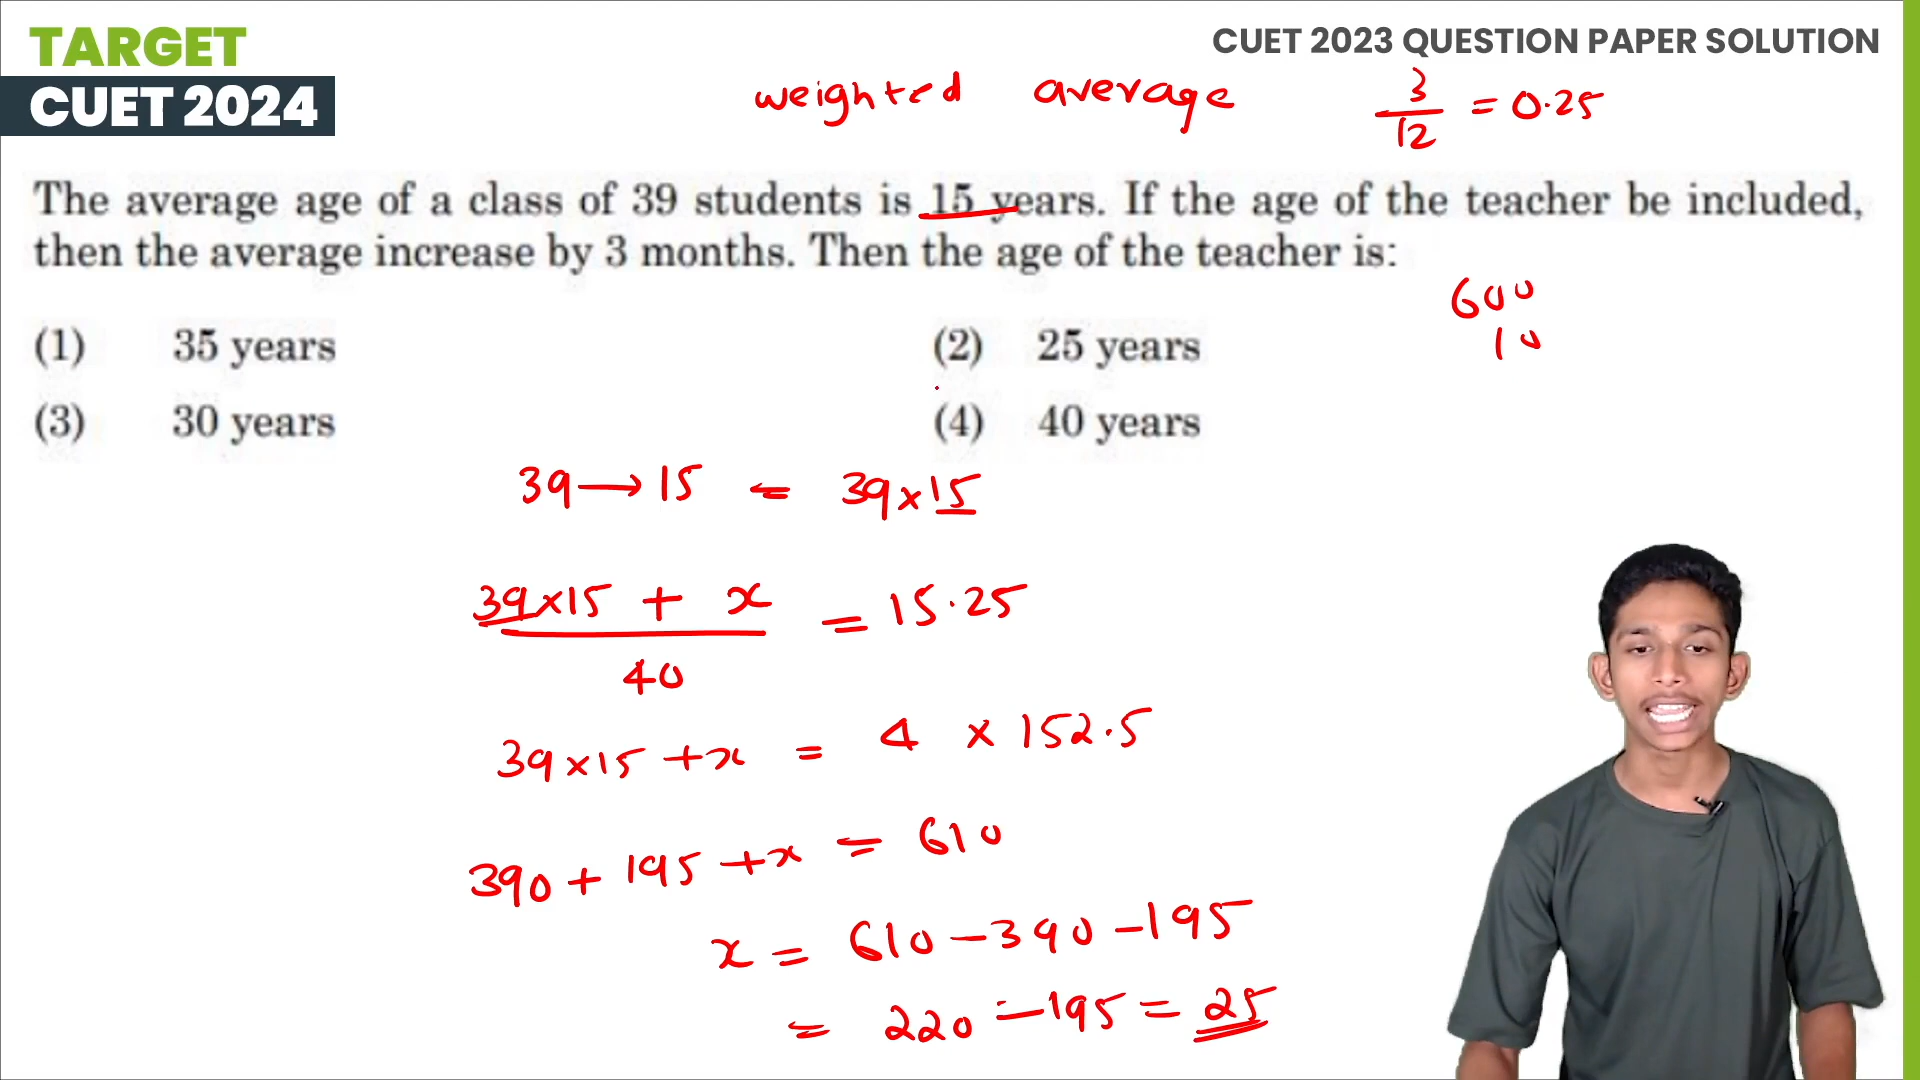 TARGET
CUET 2024
CUET 2023 QUESTION PAPER SOLUTION
weighted average
3/12 = 0.25
The average age of a class of 39 students is 15 years. If the age of the teacher be included,
then the average increase by 3 months. Then the age of the teacher is:
600
10
(1) 35 years (2) 25 years
(3) 30 years (4) 40 years
39→15 = 39×15
39×15 + x
= 15.25
40
39×15 +x = 4 × 152.5
390 + 195 +x = 610
x = 610 – 390 – 195
= 220 – 195 = 25